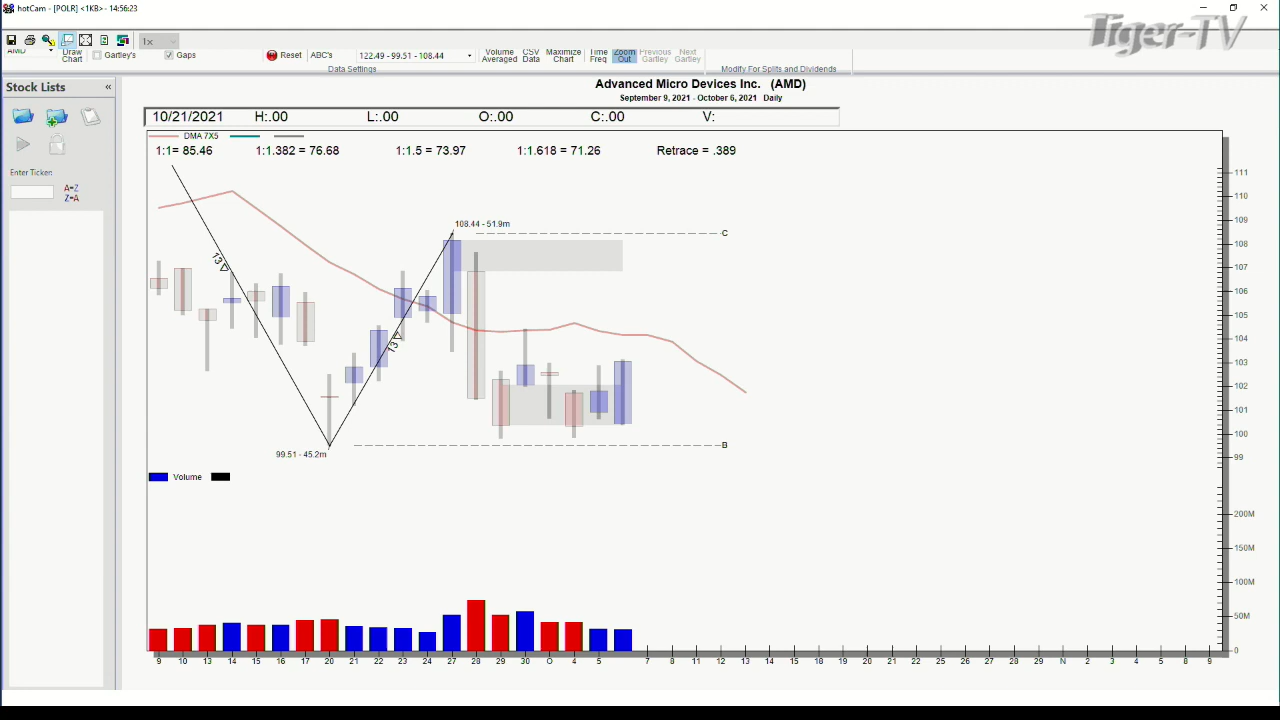 hotCam - [POLR] <1KB> - 14:56:23
Tiger-TV
1x
AMD
Draw Chart
Gartley's
Gaps
Reset
ABC's
122.49 - 99.51 - 108.44
Volume Averaged
CSV Data
Maximize Chart
Time Freq
Zoom Out
Previous Gartley
Next Gartley
Data Settings
Modify For Splits and Dividends
Stock Lists
«
Enter Ticker:
A=Z
Z=A
Advanced Micro Devices Inc. (AMD)
September 9, 2021 - October 6, 2021 Daily
10/21/2021 H:.00 L:.00 O:.00 C:.00 V:
DMA 7X5
1:1= 85.46 1:1.382 = 76.68 1:1.5 = 73.97 1:1.618 = 71.26 Retrace = .389
108.44 - 51.9m
C
13
13
B
99.51 - 45.2m
Volume
111
110
109
108
107
106
105
104
103
102
101
100
99
200M
150M
100M
50M
0
9 10 13 14 15 16 17 20 21 22 23 24 27 28 29 30 O 4 5 7 8 11 12 13 14 15 18 19 20 21 22 25 26 27 28 29 N 2 3 4 5 8 9